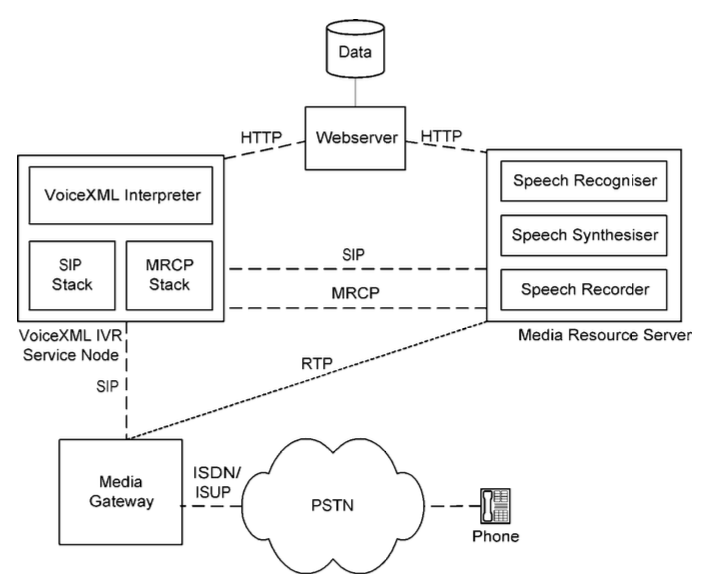 Data
Webserver
HTTP
HTTP
VoiceXML Interpreter
SIP
Stack
MRCP
Stack
VoiceXML IVR
Service Node
Speech Recogniser
Speech Synthesiser
Speech Recorder
Media Resource Server
SIP
MRCP
RTP
SIP
Media
Gateway
ISDN/
ISUP
PSTN
Phone